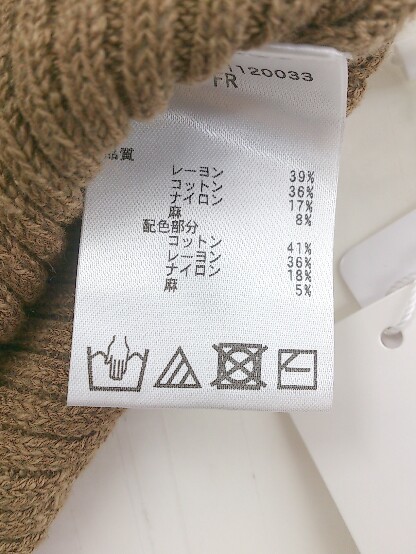 1120033
FR
質
レーヨン 39%
コットン 36%
ナイロン 17%
麻 8%
配色部分
コットン 41%
レーヨン 36%
ナイロン 18%
麻 5%